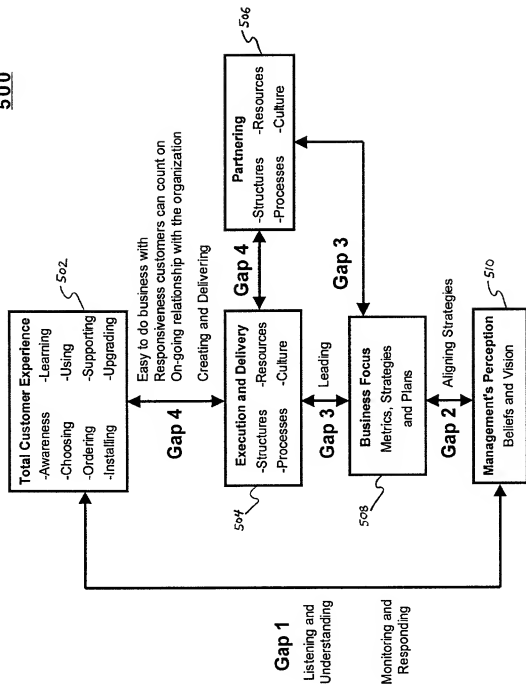 500
Total Customer Experience
-Awareness -Learning
-Choosing -Using
-Ordering -Supporting
-Installing -Upgrading
502
Gap 4
Easy to do business with
Responsiveness customers can count on
On-going relationship with the organization
Creating and Delivering
Execution and Delivery
-Structures -Resources
-Processes -Culture
504
Gap 4
Partnering
-Structures -Resources
-Processes -Culture
506
Gap 3
Leading
Gap 3
Business Focus
Metrics, Strategies
and Plans
508
Gap 2
Aligning Strategies
Management's Perception
Beliefs and Vision
510
Gap 1
Listening and
Understanding
Monitoring and
Responding